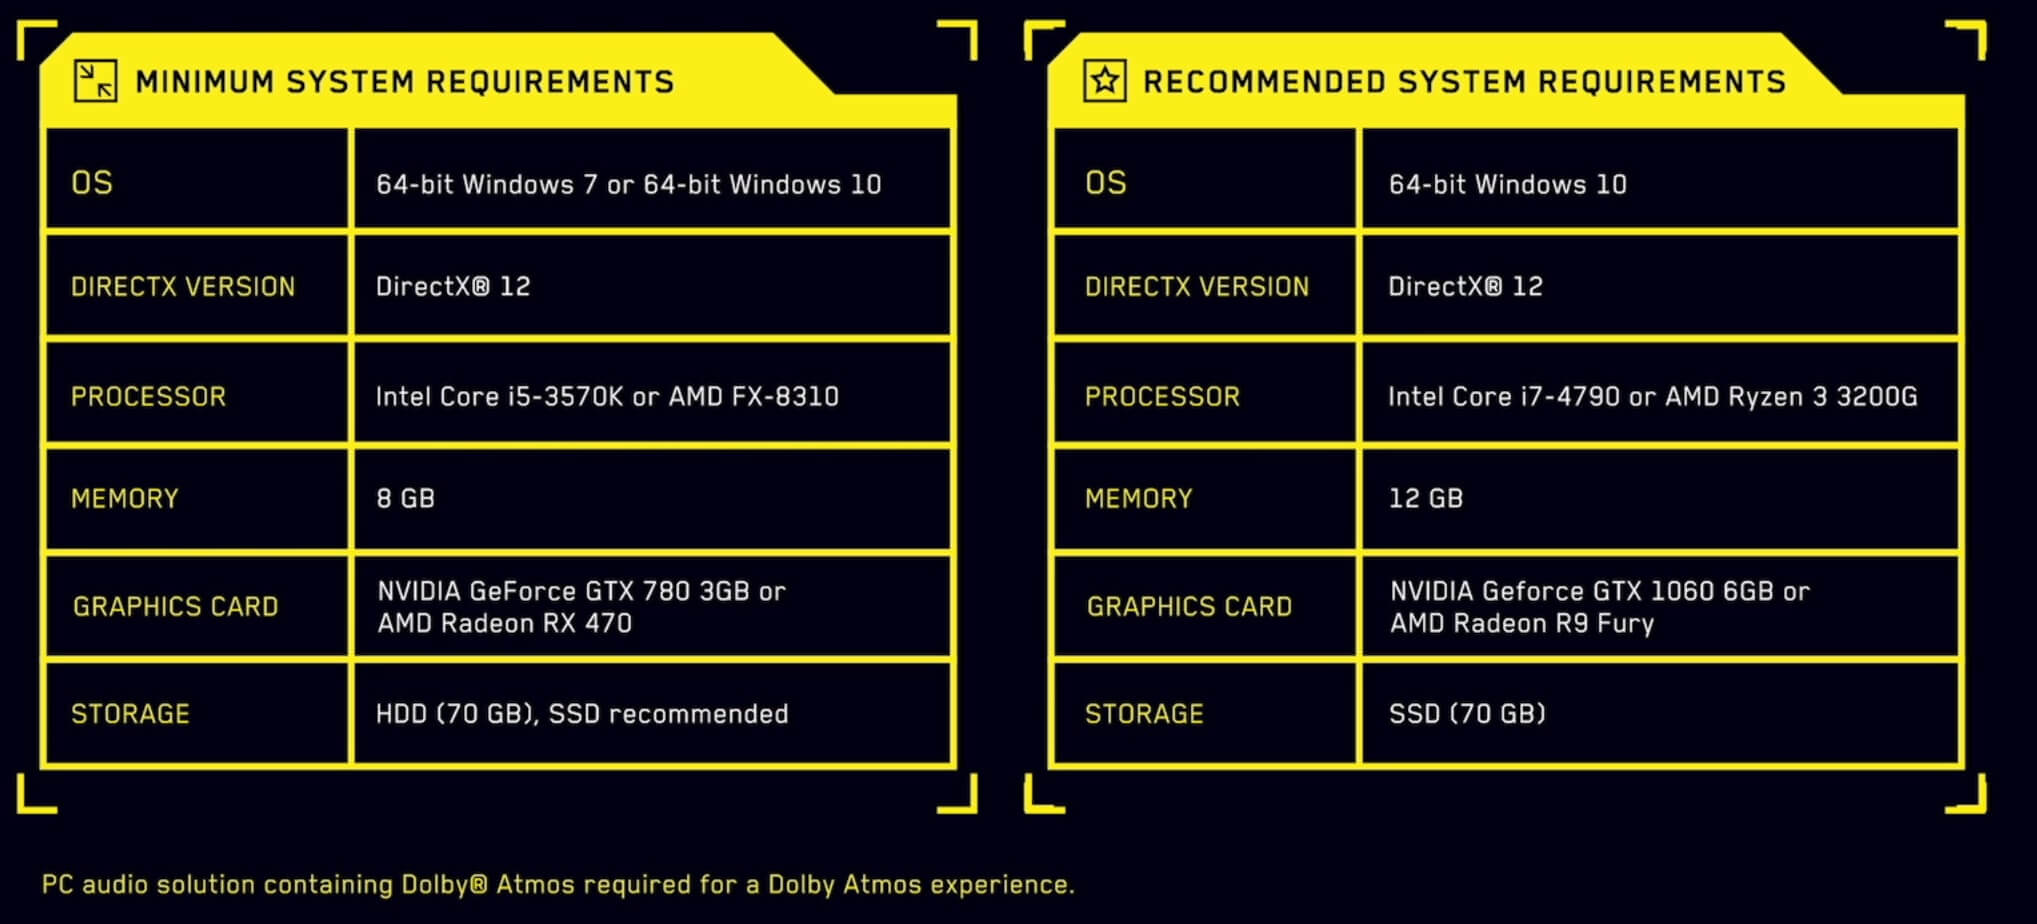 MINIMUM SYSTEM REQUIREMENTS
OS
64-bit Windows 7 or 64-bit Windows 10
DIRECTX VERSION
DirectX® 12
PROCESSOR
Intel Core i5-3570K or AMD FX-8310
MEMORY
8 GB
GRAPHICS CARD
NVIDIA GeForce GTX 780 3GB or
AMD Radeon RX 470
STORAGE
HDD (70 GB), SSD recommended
RECOMMENDED SYSTEM REQUIREMENTS
OS
64-bit Windows 10
DIRECTX VERSION
DirectX® 12
PROCESSOR
Intel Core i7-4790 or AMD Ryzen 3 3200G
MEMORY
12 GB
GRAPHICS CARD
NVIDIA Geforce GTX 1060 6GB or
AMD Radeon R9 Fury
STORAGE
SSD (70 GB)
PC audio solution containing Dolby® Atmos required for a Dolby Atmos experience.